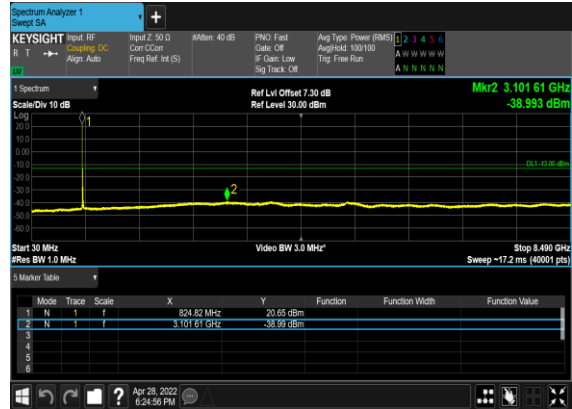 Spectrum Analyzer 1
Swept SA
+
KEYSIGHT
R T
Input: RF
Coupling: DC
Align: Auto
Input Z: 50 Ω
Corr CCorr
Freq Ref: Int (S)
#Atten: 40 dB
PNO: Fast
Gate: Off
IF Gain: Low
Sig Track: Off
Avg Type: Power (RMS)
Avg|Hold: 100/100
Trig: Free Run
1 2 3 4 5 6
A W W W W W
A N N N N N
1 Spectrum
Scale/Div 10 dB
Ref Lvl Offset 7.30 dB
Ref Level 30.00 dBm
Mkr2 3.101 61 GHz
-38.993 dBm
Log
20.0
10.0
0.00
-10.0
-20.0
-30.0
-40.0
-50.0
-60.0
1
2
DL1 -13.00 dBm
Start 30 MHz
#Res BW 1.0 MHz
Video BW 3.0 MHz*
Stop 8.490 GHz
Sweep ~17.2 ms (40001 pts)
5 Marker Table
Mode Trace Scale X Y Function Function Width Function Value
1 N 1 f 824.82 MHz 20.65 dBm
2 N 1 f 3.101 61 GHz -38.99 dBm
3
4
5
6
?
Apr 28, 2022
6:24:56 PM